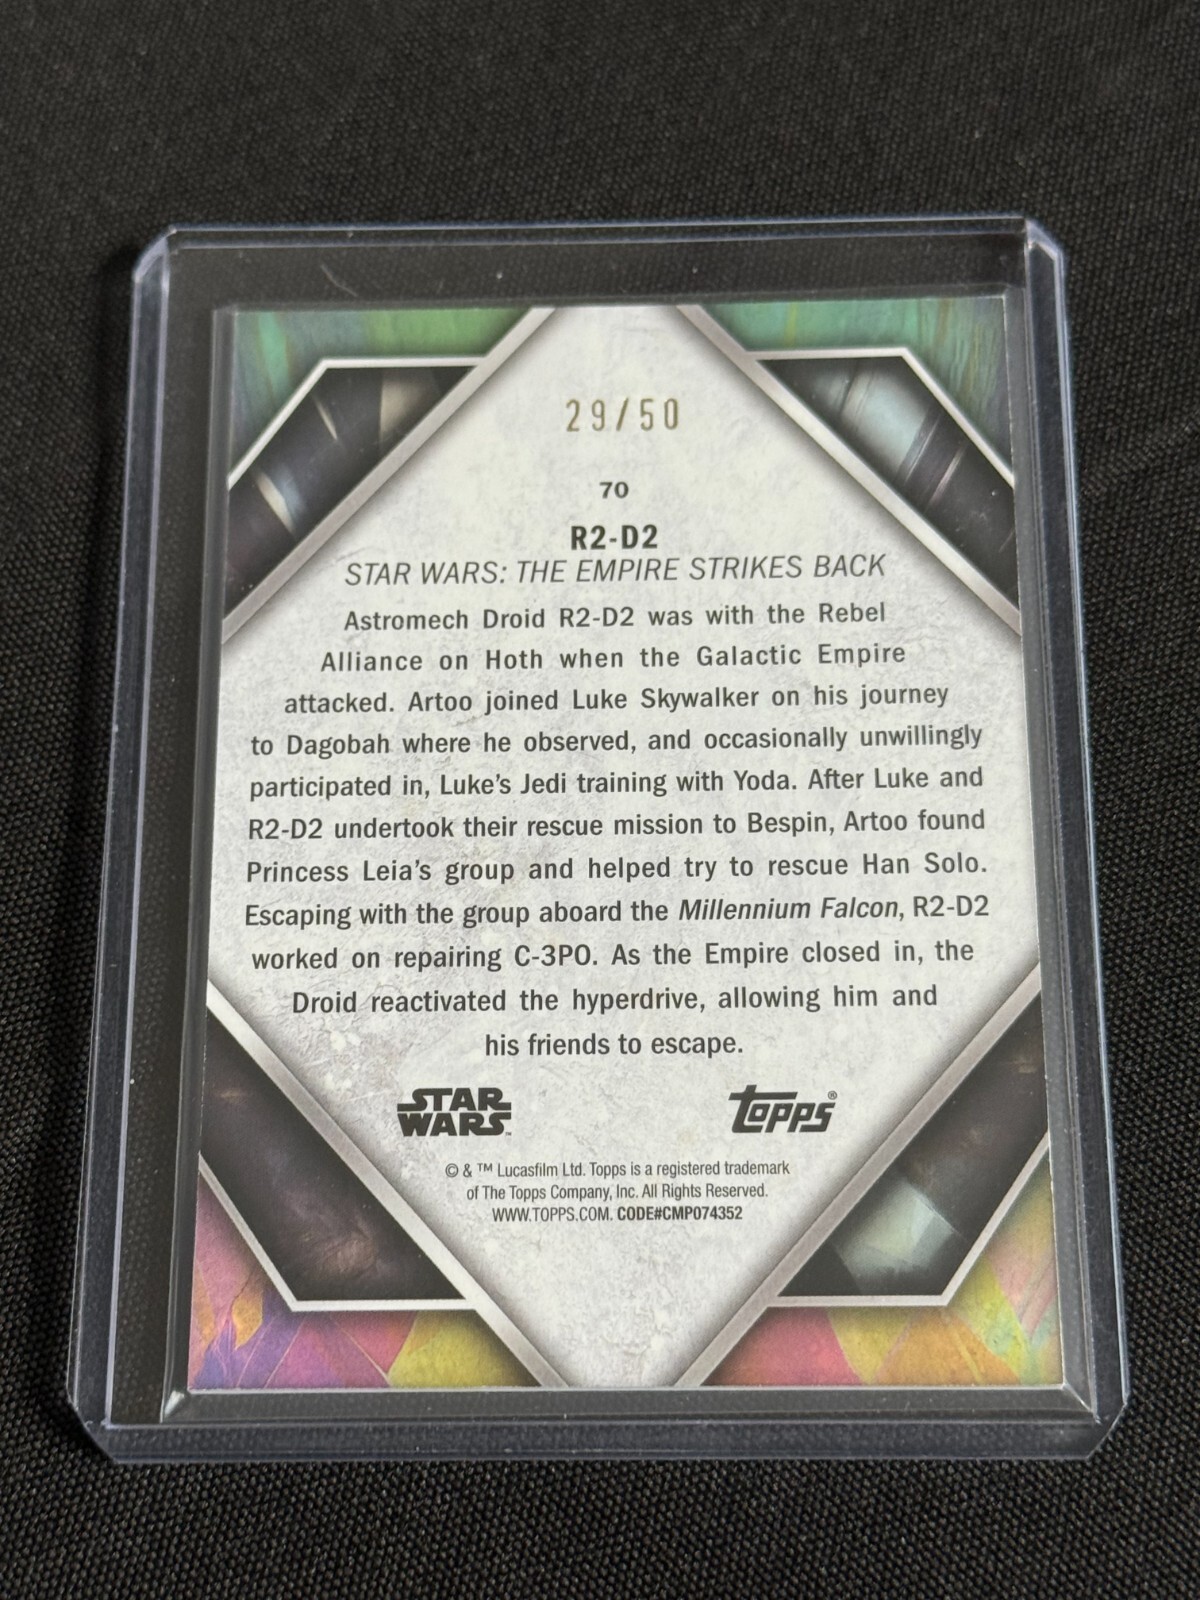 29/50
70
R2-D2
STAR WARS: THE EMPIRE STRIKES BACK
Astromech Droid R2-D2 was with the Rebel
Alliance on Hoth when the Galactic Empire
attacked. Artoo joined Luke Skywalker on his journey
to Dagobah where he observed, and occasionally unwillingly
participated in, Luke's Jedi training with Yoda. After Luke and
R2-D2 undertook their rescue mission to Bespin, Artoo found
Princess Leia's group and helped try to rescue Han Solo.
Escaping with the group aboard the Millennium Falcon, R2-D2
worked on repairing C-3PO. As the Empire closed in, the
Droid reactivated the hyperdrive, allowing him and
his friends to escape.
STAR WARS™ topps®
© & ™ Lucasfilm Ltd. Topps is a registered trademark
of The Topps Company, Inc. All Rights Reserved.
WWW.TOPPS.COM. CODE#CMP074352